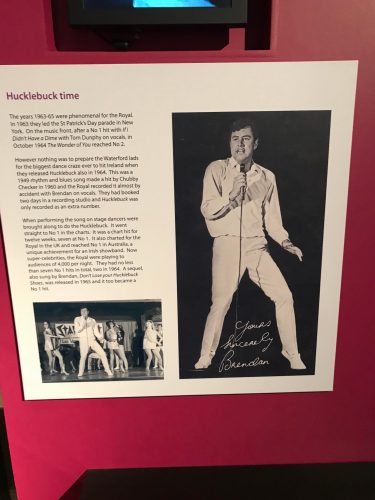 Hucklebuck time
The years 1963-65 were phenomenal for the Royal.
In 1963 they led the St Patrick's Day parade in New
York. On the music front, after a No 1 hit with If I
Didn't Have a Dime with Tom Dunphy on vocals, in
October 1964 The Wonder of You reached No 2.
However nothing was to prepare the Waterford lads
for the biggest dance craze ever to hit Ireland when
they released Hucklebuck also in 1964. This was a
1949 rhythm and blues song made a hit by Chubby
Checker in 1960 and the Royal recorded it almost by
accident with Brendan on vocals. They had booked
two days in a recording studio and Hucklebuck was
only recorded as an extra number.
When performing the song on stage dancers were
brought along to do the Hucklebuck. It went
straight to No 1 in the charts. It was a chart hit for
twelve weeks, seven at No 1. It also charted for the
Royal in the UK and reached No 1 in Australia, a
unique achievement for an Irish showband. Now
super-celebrities, the Royal were playing to
audiences of 4,000 per night. They had no less
than seven No 1 hits in total, two in 1964. A sequel,
also sung by Brendan, Don't Lose your Hucklebuck
Shoes, was released in 1965 and it too became a
No 1 hit.
Yours
Sincerely
Brendan